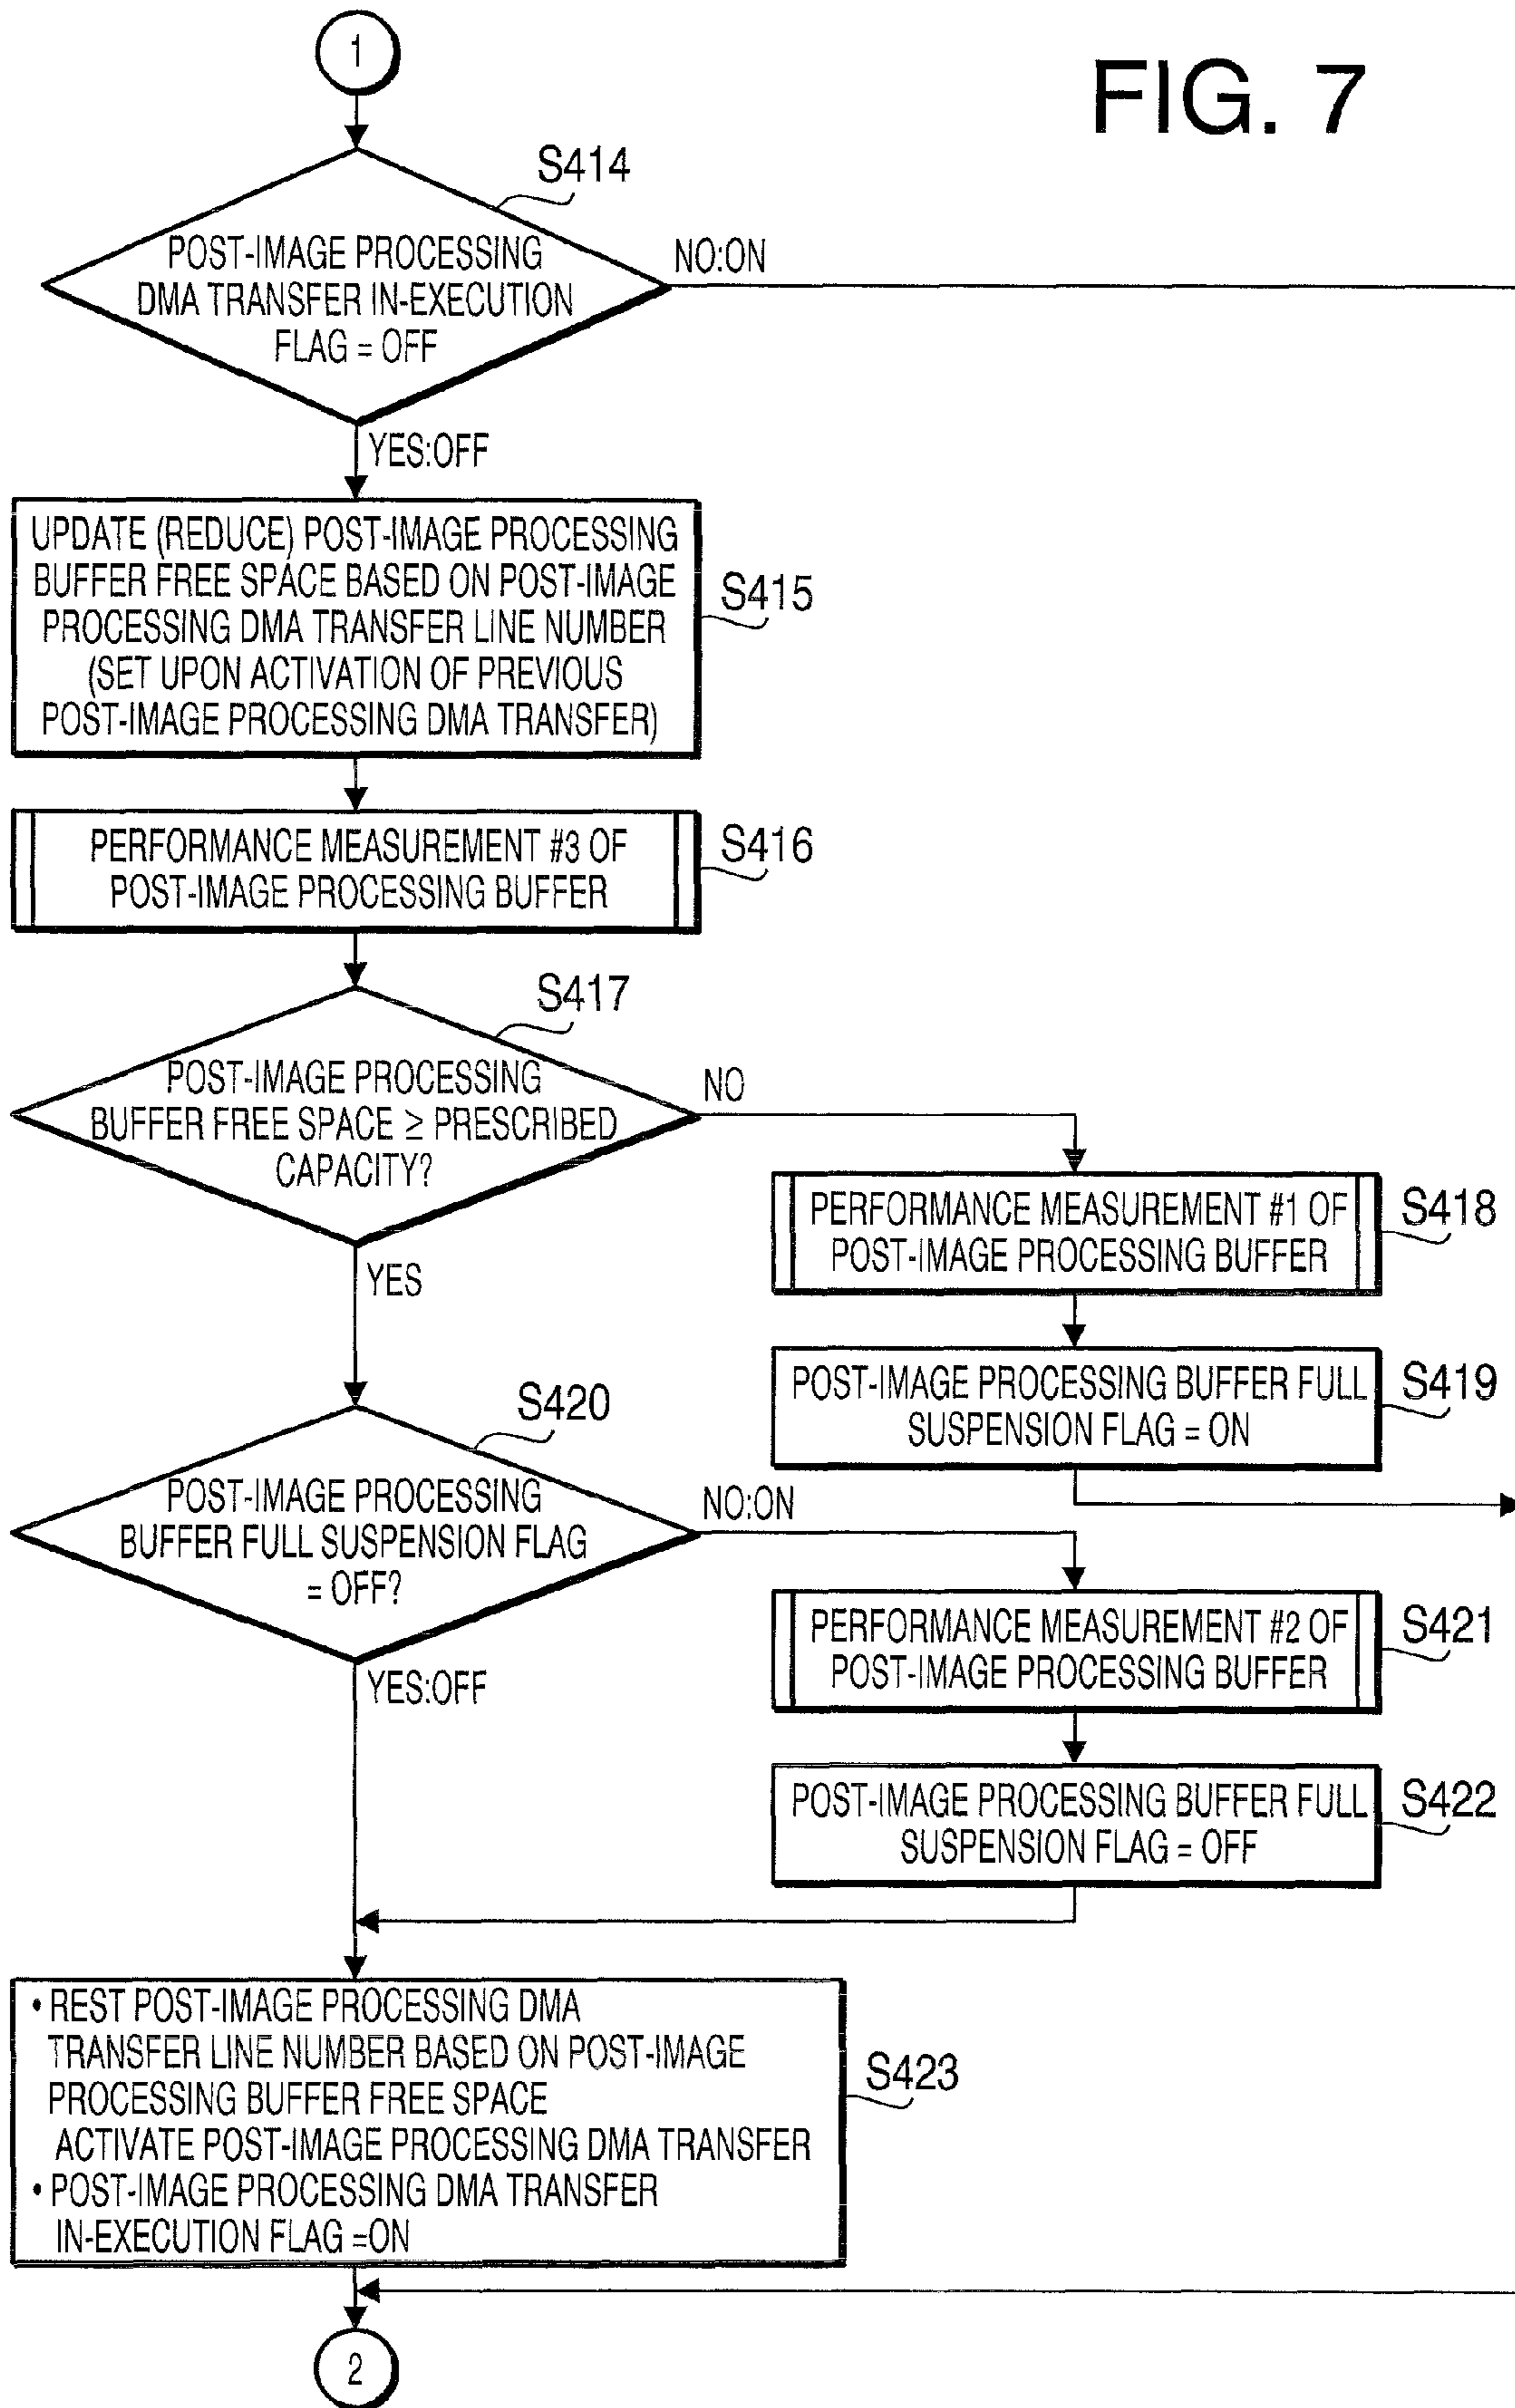 FIG. 7
1
S414
POST-IMAGE PROCESSING
DMA TRANSFER IN-EXECUTION
FLAG = OFF
NO:ON
YES:OFF
UPDATE (REDUCE) POST-IMAGE PROCESSING
BUFFER FREE SPACE BASED ON POST-IMAGE
PROCESSING DMA TRANSFER LINE NUMBER
(SET UPON ACTIVATION OF PREVIOUS
POST-IMAGE PROCESSING DMA TRANSFER)
S415
PERFORMANCE MEASUREMENT #3 OF
POST-IMAGE PROCESSING BUFFER
S416
S417
POST-IMAGE PROCESSING
BUFFER FREE SPACE ≥ PRESCRIBED
CAPACITY?
NO
YES
PERFORMANCE MEASUREMENT #1 OF
POST-IMAGE PROCESSING BUFFER
S418
POST-IMAGE PROCESSING BUFFER FULL
SUSPENSION FLAG = ON
S419
S420
POST-IMAGE PROCESSING
BUFFER FULL SUSPENSION FLAG
= OFF?
NO:ON
YES:OFF
PERFORMANCE MEASUREMENT #2 OF
POST-IMAGE PROCESSING BUFFER
S421
POST-IMAGE PROCESSING BUFFER FULL
SUSPENSION FLAG = OFF
S422
• REST POST-IMAGE PROCESSING DMA
TRANSFER LINE NUMBER BASED ON POST-IMAGE
PROCESSING BUFFER FREE SPACE
ACTIVATE POST-IMAGE PROCESSING DMA TRANSFER
• POST-IMAGE PROCESSING DMA TRANSFER
IN-EXECUTION FLAG =ON
S423
2